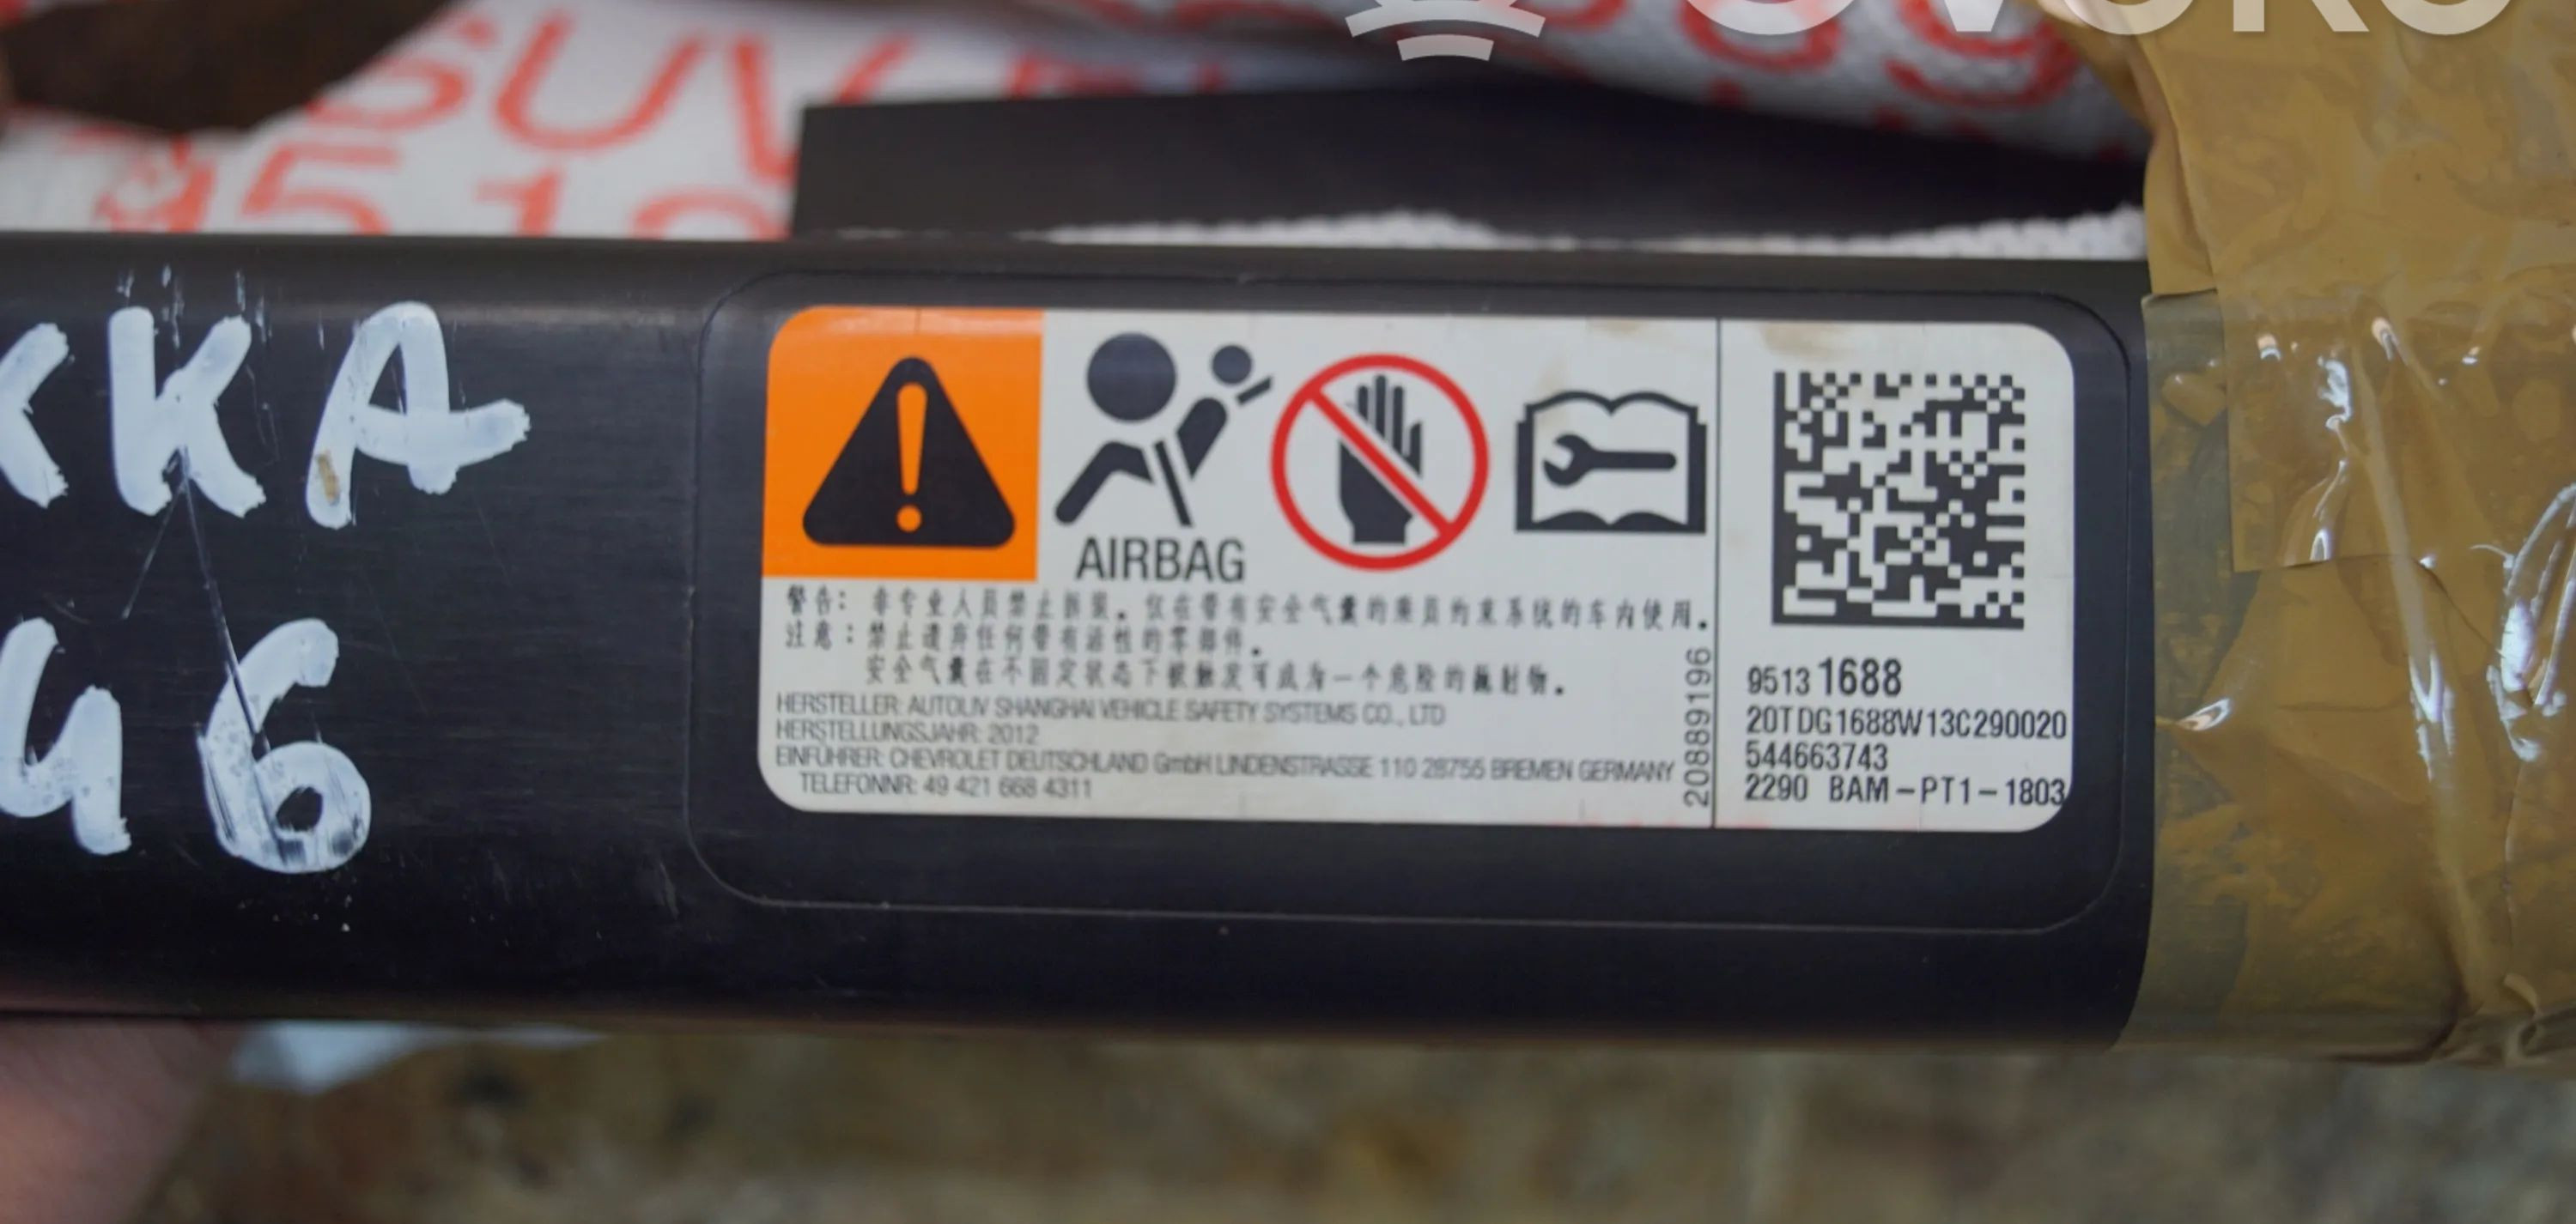 OVOKO
SUV
KKA
46
AIRBAG
警告：非专业人员禁止拆装。仅在带有安全气囊的乘员约束系统的车内使用。
注意：禁止遗弃任何带有活性的零部件。
安全气囊在不固定状态下被触发可成为一个危险的抛射物。
HERSTELLER: AUTOLIV SHANGHAI VEHICLE SAFETY SYSTEMS CO., LTD
HERSTELLUNGSJAHR: 2012
EINFÜHRER: CHEVROLET DEUTSCHLAND GmbH LINDENSTRASSE 110 28755 BREMEN GERMANY
TELEFONNR: 49 421 668 4311
20889196
9513 1688
20TDG1688W13C290020
544663743
2290 BAM-PT1-1803